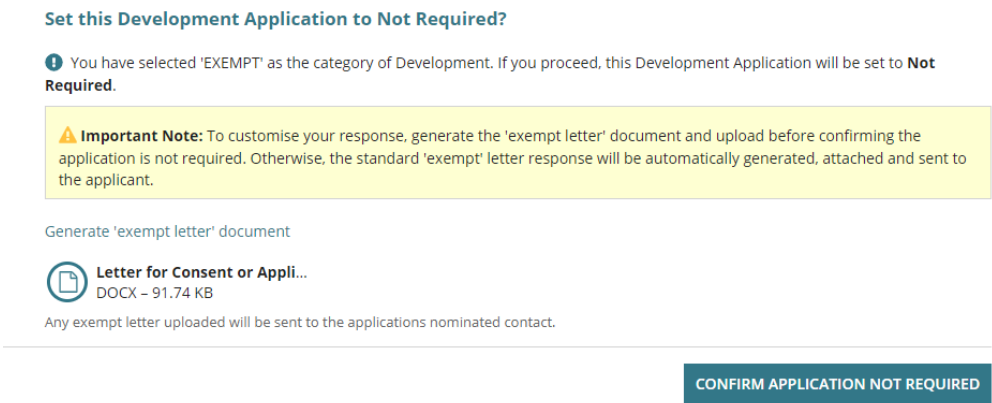 Set this Development Application to Not Required?
You have selected 'EXEMPT' as the category of Development. If you proceed, this Development Application will be set to Not
Required.
Important Note: To customise your response, generate the 'exempt letter' document and upload before confirming the
application is not required. Otherwise, the standard 'exempt' letter response will be automatically generated, attached and sent to
the applicant.
Generate 'exempt letter' document
Letter for Consent or Appli...
DOCX – 91.74 KB
Any exempt letter uploaded will be sent to the applications nominated contact.
CONFIRM APPLICATION NOT REQUIRED